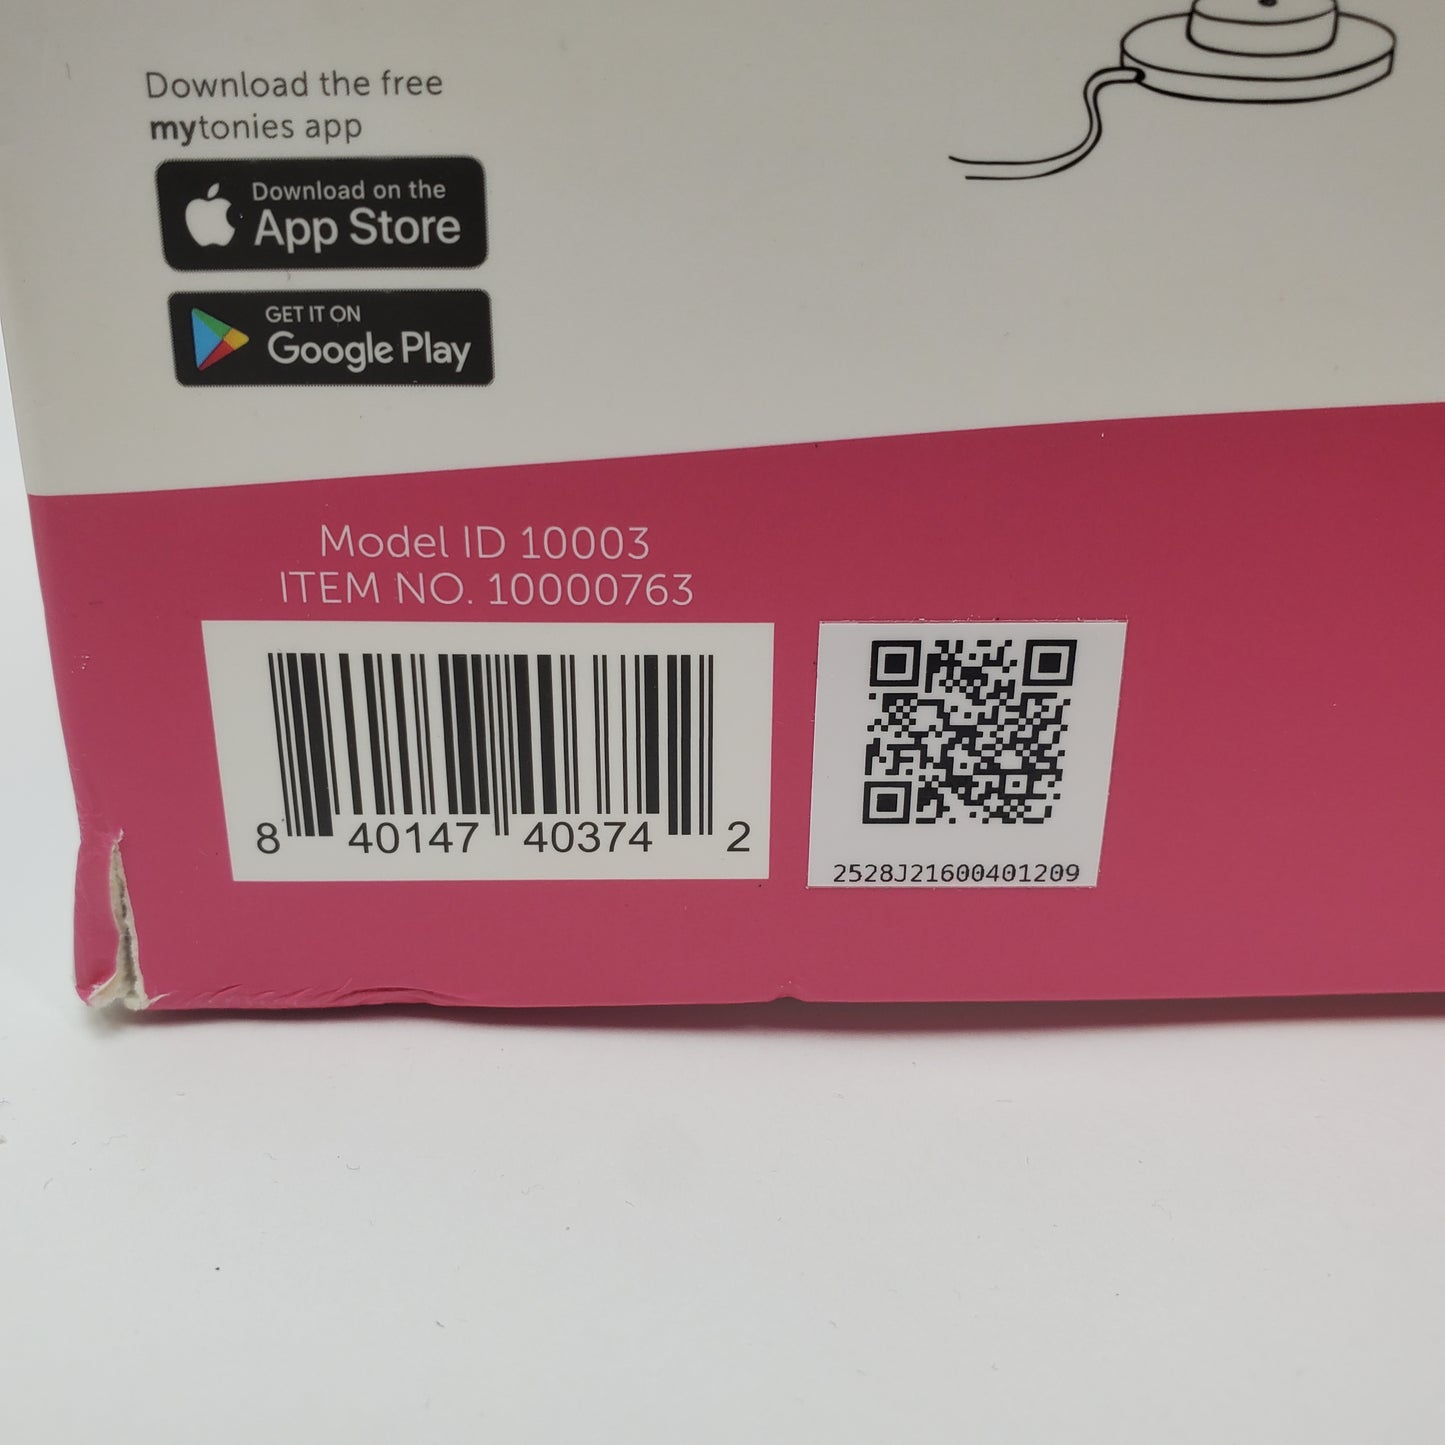 Download the free
mytonies app
Download on the
App Store
GET IT ON
Google Play
Model ID 10003
ITEM NO. 10000763
8 40147 40374 2
2528J21600401209